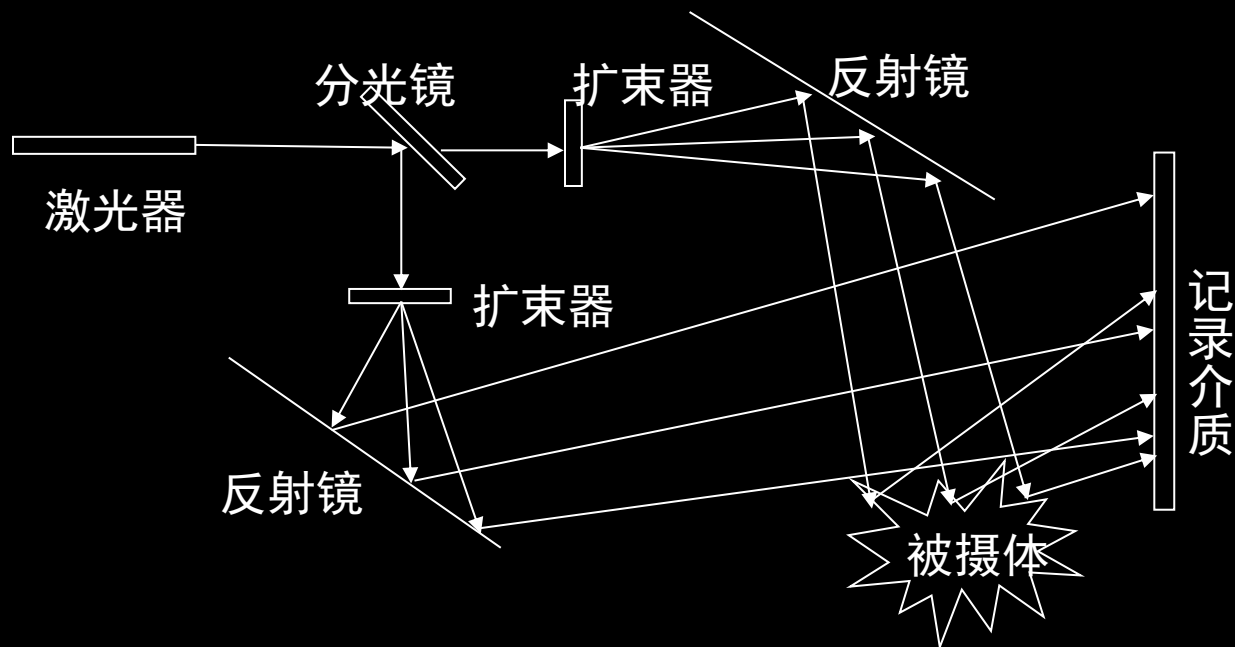 分光镜
扩束器
反射镜
激光器
扩束器
记录介质
反射镜
被摄体